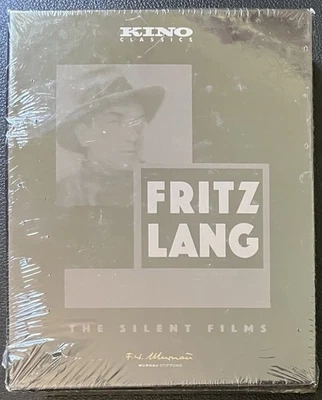 KINO
CLASSICS
FRITZ
LANG
THE SILENT FILMS
F. W. Murnau
MURNAU STIFTUNG